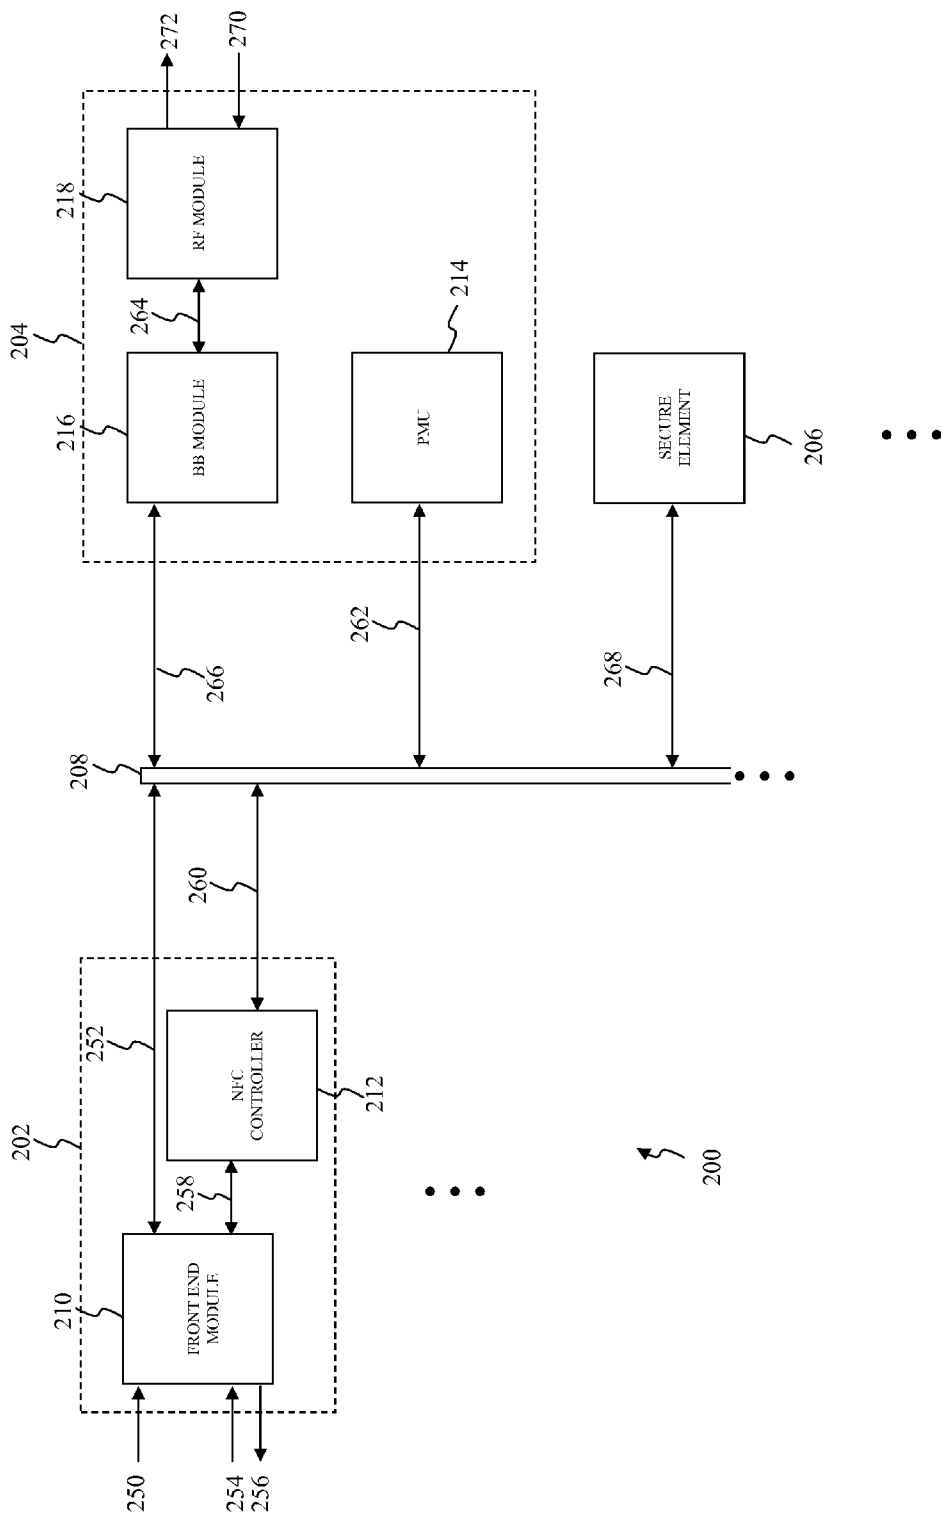 202
210
FRONT END
MODULE
250
254
256
252
258
NFC
CONTROLLER
212
260
208
266
262
268
204
216
BB MODULE
264
218
RF MODULE
272
270
PMU
214
SECURE
ELEMENT
206
200